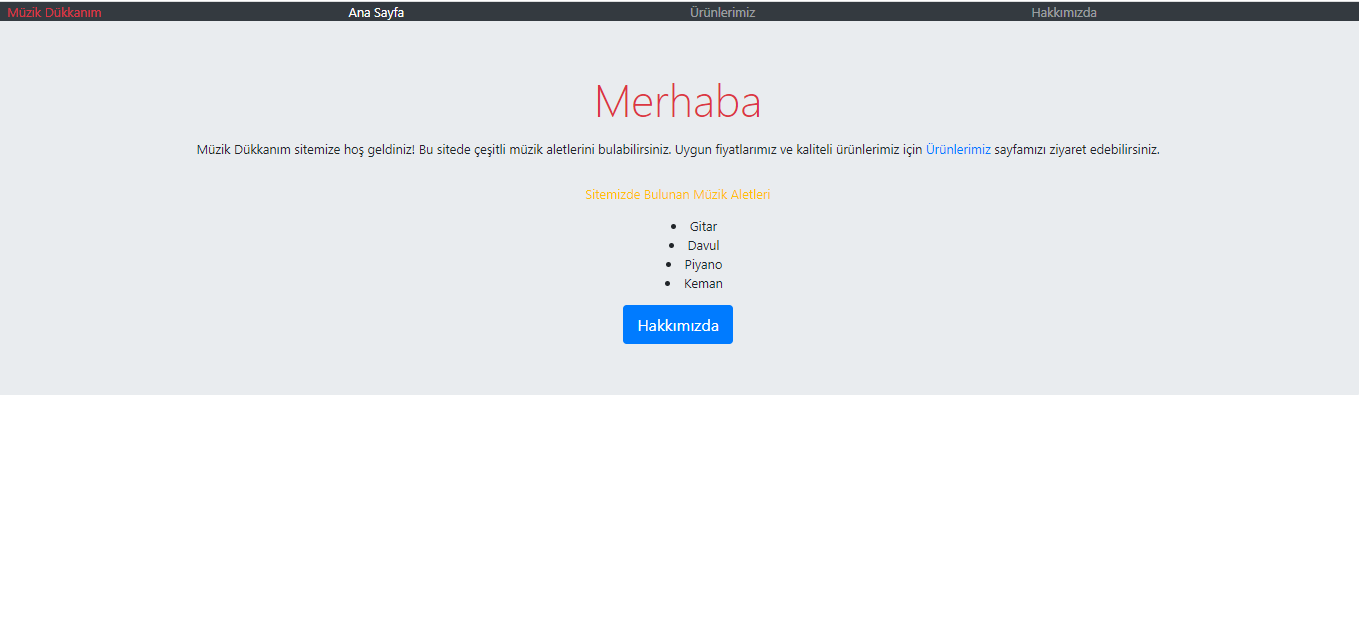 Müzik Dükkanım Ana Sayfa Ürünlerimiz Hakkımızda
Merhaba
Müzik Dükkanım sitemize hoş geldiniz! Bu sitede çeşitli müzik aletlerini bulabilirsiniz. Uygun fiyatlarımız ve kaliteli ürünlerimiz için Ürünlerimiz sayfamızı ziyaret edebilirsiniz.
Sitemizde Bulunan Müzik Aletleri
• Gitar
• Davul
• Piyano
• Keman
Hakkımızda